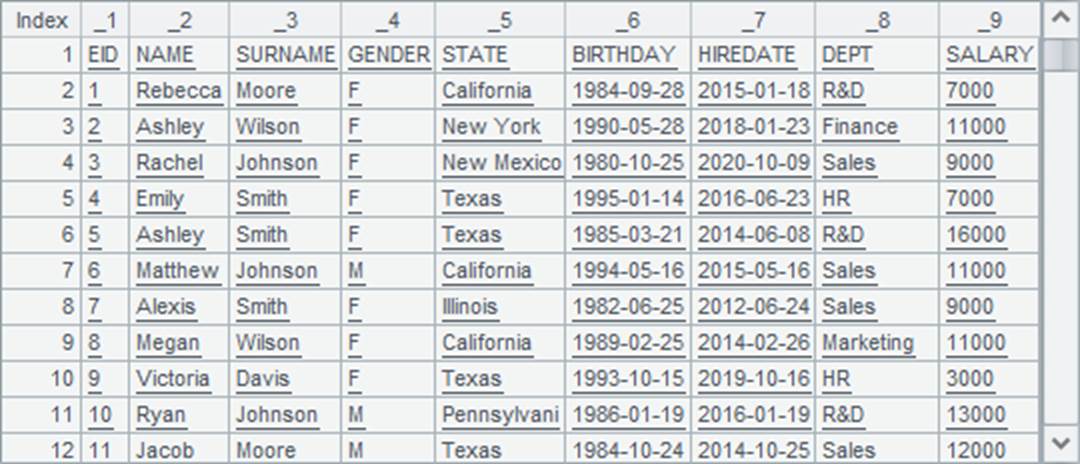 Index _1 _2 _3 _4 _5 _6 _7 _8 _9
1 EID NAME SURNAME GENDER STATE BIRTHDAY HIREDATE DEPT SALARY
2 1 Rebecca Moore F California 1984-09-28 2015-01-18 R&D 7000
3 2 Ashley Wilson F New York 1990-05-28 2018-01-23 Finance 11000
4 3 Rachel Johnson F New Mexico 1980-10-25 2020-10-09 Sales 9000
5 4 Emily Smith F Texas 1995-01-14 2016-06-23 HR 7000
6 5 Ashley Smith F Texas 1985-03-21 2014-06-08 R&D 16000
7 6 Matthew Johnson M California 1994-05-16 2015-05-16 Sales 11000
8 7 Alexis Smith F Illinois 1982-06-25 2012-06-24 Sales 9000
9 8 Megan Wilson F California 1989-02-25 2014-02-26 Marketing 11000
10 9 Victoria Davis F Texas 1993-10-15 2019-10-16 HR 3000
11 10 Ryan Johnson M Pennsylvani 1986-01-19 2016-01-19 R&D 13000
12 11 Jacob Moore M Texas 1984-10-24 2014-10-25 Sales 12000